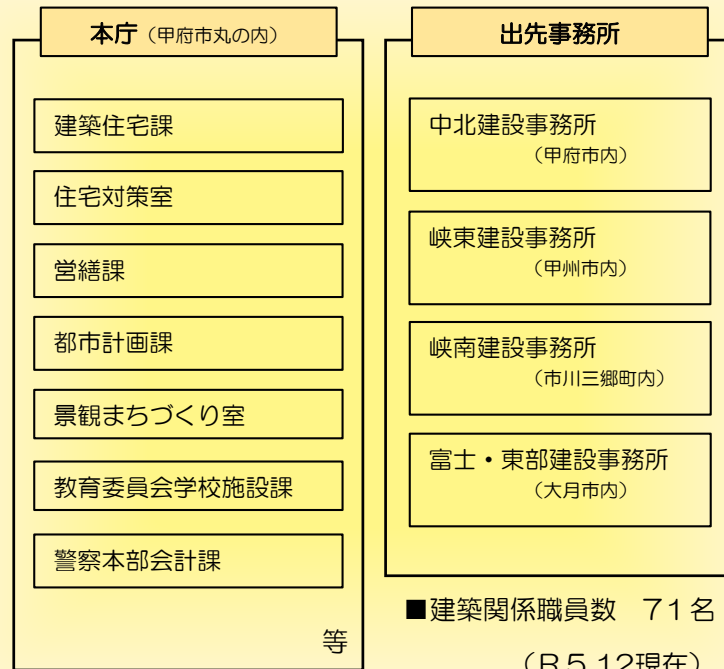 本庁（甲府市丸の内）
建築住宅課
住宅対策室
営繕課
都市計画課
景観まちづくり室
教育委員会学校施設課
警察本部会計課
等
出先事務所
中北建設事務所
（甲府市内）
峡東建設事務所
（甲州市内）
峡南建設事務所
（市川三郷町内）
富士・東部建設事務所
（大月市内）
■建築関係職員数　７１名
（Ｒ５.12現在）